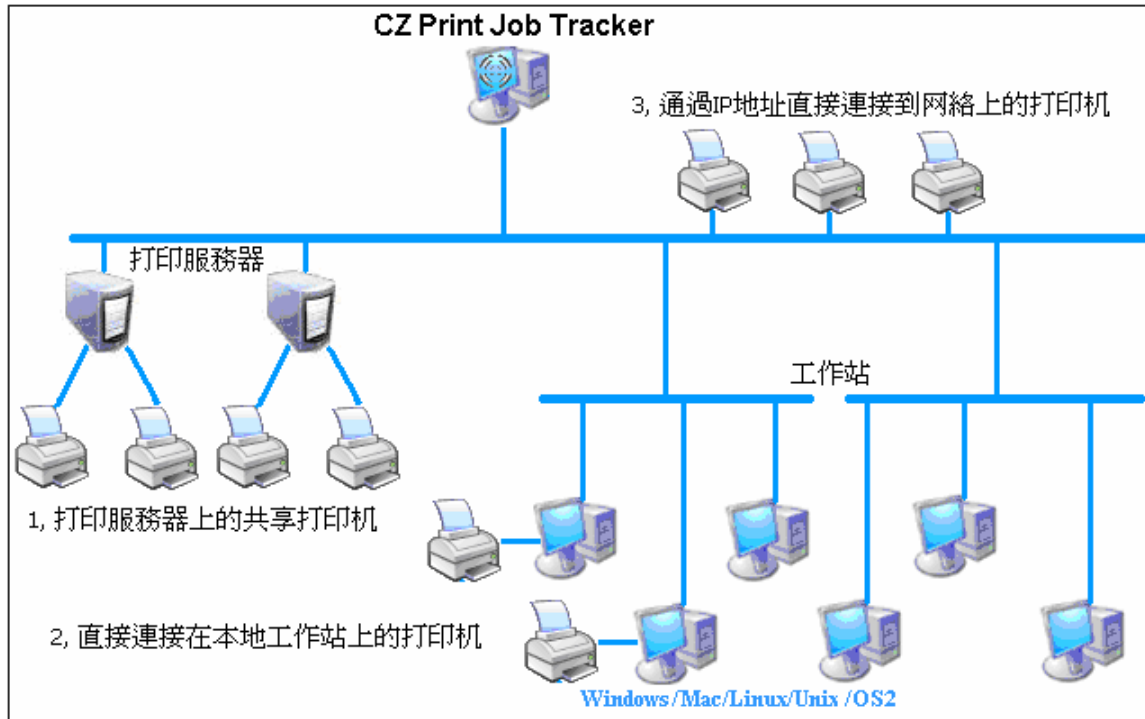 CZ Print Job Tracker
3, 通過IP地址直接連接到网絡上的打印机
打印服務器
工作站
1, 打印服務器上的共享打印机
2, 直接連接在本地工作站上的打印机
Windows/Mac/Linux/Unix /OS2